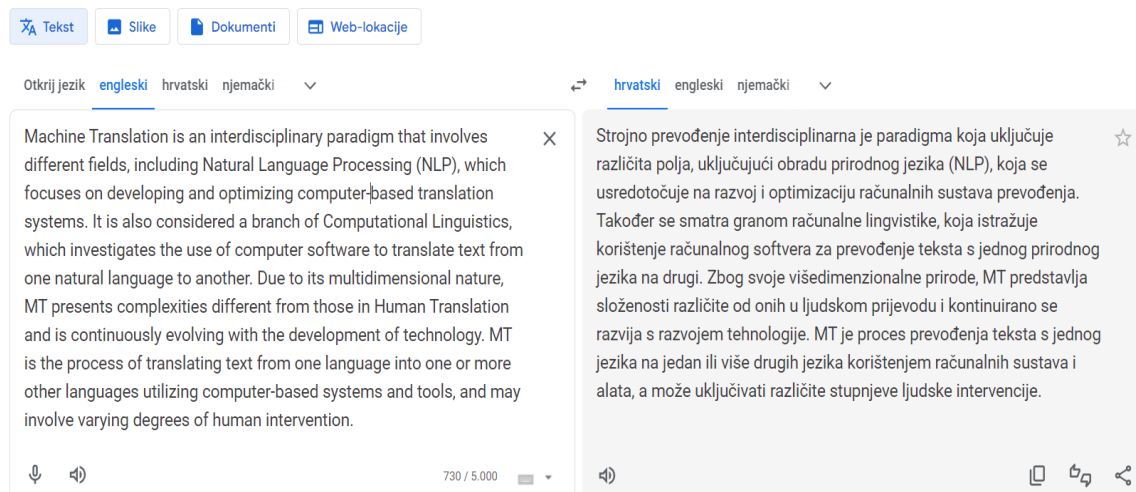 Tekst Slike Dokumenti Web-lokacije
Otkrij jezik engleski hrvatski njemački
hrvatski engleski njemački
Machine Translation is an interdisciplinary paradigm that involves
different fields, including Natural Language Processing (NLP), which
focuses on developing and optimizing computer-based translation
systems. It is also considered a branch of Computational Linguistics,
which investigates the use of computer software to translate text from
one natural language to another. Due to its multidimensional nature,
MT presents complexities different from those in Human Translation
and is continuously evolving with the development of technology. MT
is the process of translating text from one language into one or more
other languages utilizing computer-based systems and tools, and may
involve varying degrees of human intervention.
730 / 5.000
Strojno prevođenje interdisciplinarna je paradigma koja uključuje
različita polja, uključujući obradu prirodnog jezika (NLP), koja se
usredotočuje na razvoj i optimizaciju računalnih sustava prevođenja.
Također se smatra granom računalne lingvistike, koja istražuje
korištenje računalnog softvera za prevođenje teksta s jednog prirodnog
jezika na drugi. Zbog svoje višedimenzionalne prirode, MT predstavlja
složenosti različite od onih u ljudskom prijevodu i kontinuirano se
razvija s razvojem tehnologije. MT je proces prevođenja teksta s jednog
jezika na jedan ili više drugih jezika korištenjem računalnih sustava i
alata, a može uključivati različite stupnjeve ljudske intervencije.